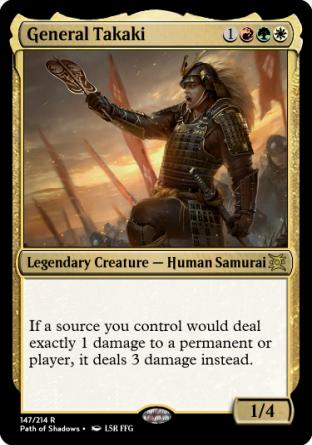 General Takaki 1
Legendary Creature — Human Samurai
If a source you control would deal
exactly 1 damage to a permanent or
player, it deals 3 damage instead.
1/4
147/214 R
Path of Shadows • LSR FFG